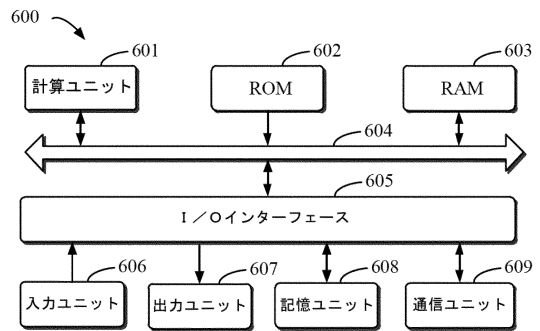 600
601
602
603
計算ユニット
ROM
RAM
604
605
I/Oインターフェース
606
607
608
609
入力ユニット
出力ユニット
記憶ユニット
通信ユニット